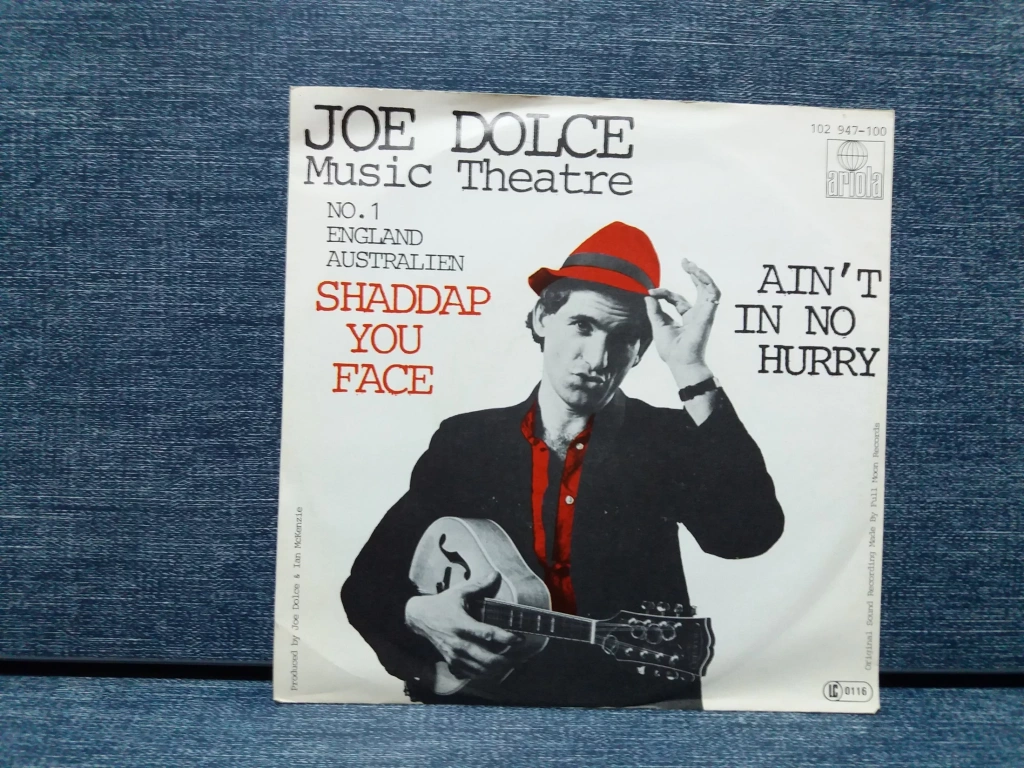 JOE DOLCE
Music Theatre
NO.1
ENGLAND
AUSTRALIEN
SHADDAP
YOU
FACE
102 947-100
ariola
AIN'T
IN NO
HURRY
Produced by Joe Dolce & Ian McKenzie
Original Sound Recording Made By Full Moon Records
LC 0116